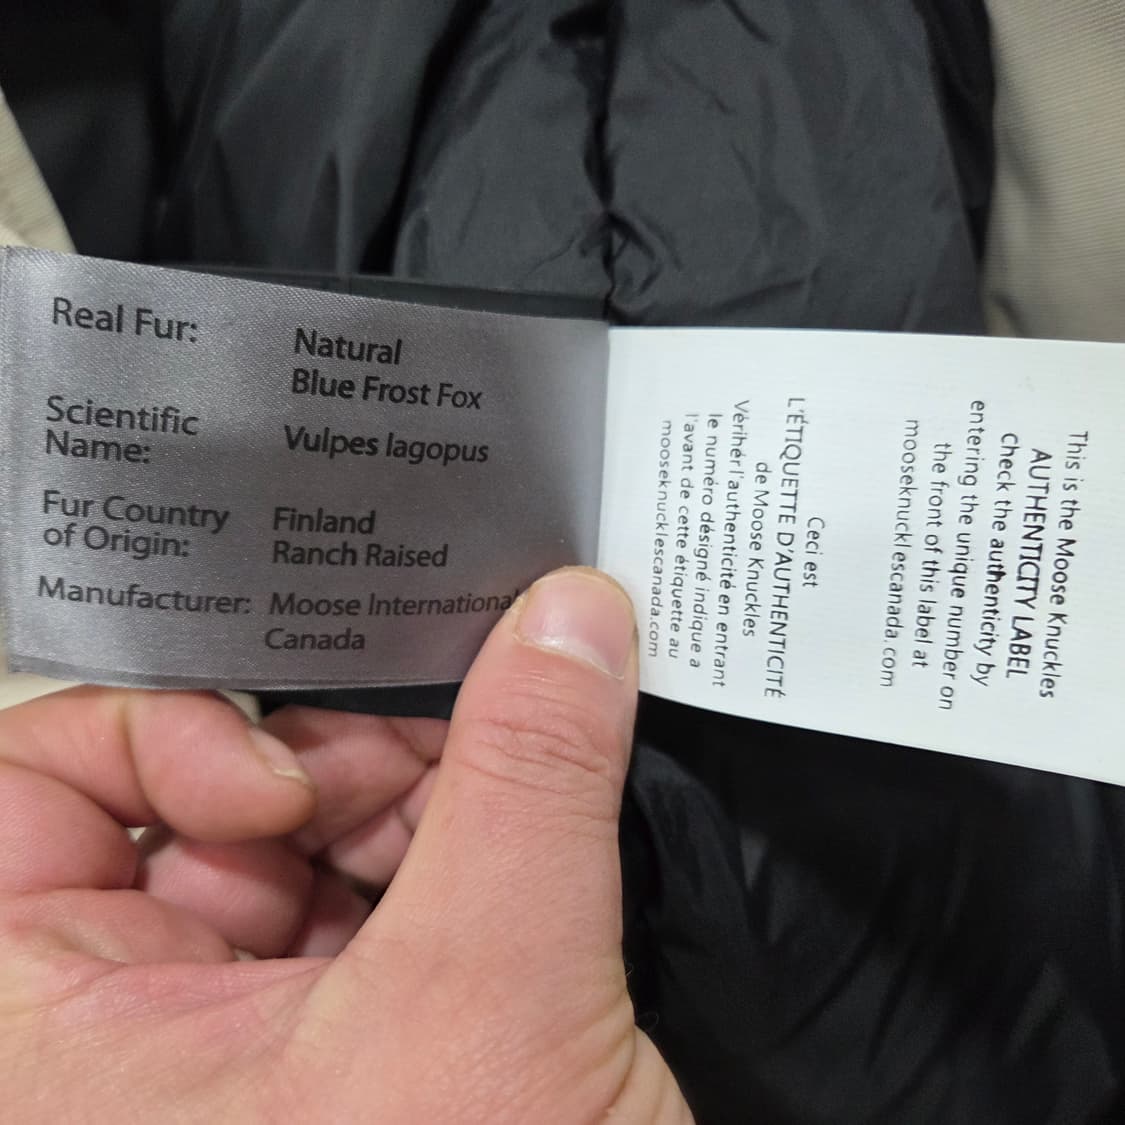 Real Fur: Natural
Blue Frost Fox
Scientific
Name: Vulpes lagopus
Fur Country
of Origin: Finland
Ranch Raised
Manufacturer: Moose International
Canada
This is the Moose Knuckles
AUTHENTICITY LABEL
Check the authenticity by
entering the unique number on
the front of this label at
mooseknucklescanada.com
Ceci est
L'ÉTIQUETTE D'AUTHENTICITÉ
de Moose Knuckles
Vérihér l'authenticité en entrant
le numéro désigné indique a
l'avant de cette étiquette au
mooseknucklescanada.com